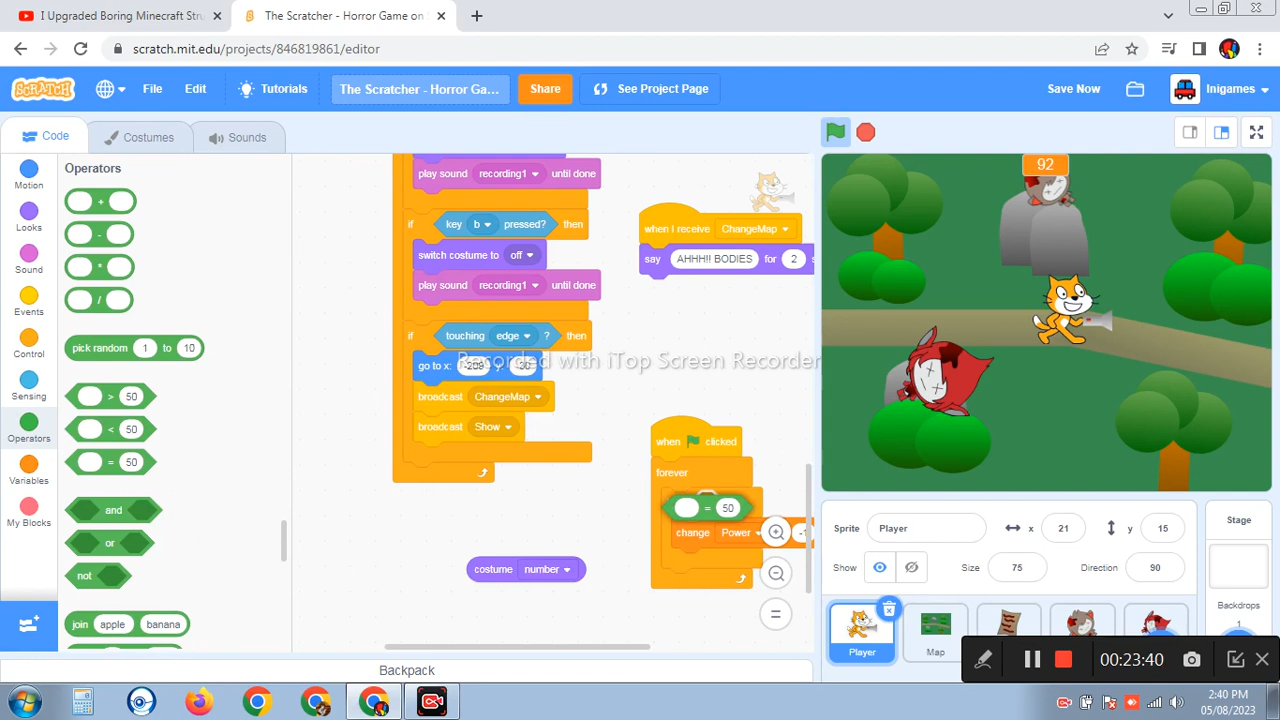 I Upgraded Boring Minecraft Stru
The Scratcher - Horror Game on S
scratch.mit.edu/projects/846819861/editor
SCRATCH File Edit Tutorials The Scratcher - Horror Ga... Share See Project Page Save Now Inigames
Code Costumes Sounds
Motion
Looks
Sound
Events
Control
Sensing
Operators
Variables
My Blocks
Operators
+
-
*
/
pick random 1 to 10
> 50
< 50
= 50
and
or
not
join apple banana
play sound recording1 until done
if key b pressed? then
switch costume to off
play sound recording1 until done
if touching edge ? then
go to x: -209 y:
broadcast ChangeMap
broadcast Show
when I receive ChangeMap
say AHHH!! BODIES for 2
when clicked
forever
= 50
change Power -1
costume number
Recorded with iTop Screen Recorder
92
Sprite Player x 21 y 15
Show Size 75 Direction 90
Stage
Backdrops
1
Player
Map
Backpack
00:23:40
2:40 PM
05/08/2023